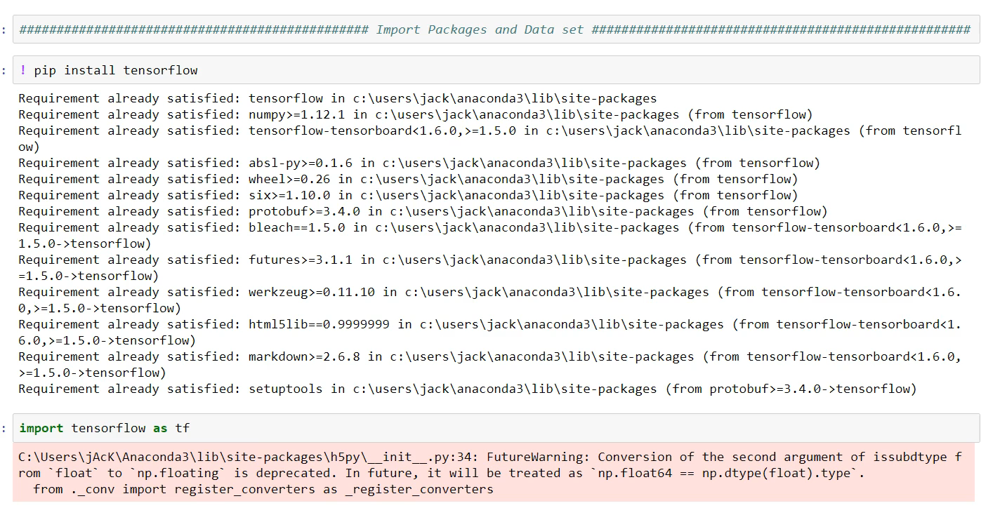 : ############################################### Import Packages and Data set ###################################################
: ! pip install tensorflow
Requirement already satisfied: tensorflow in c:\users\jack\anaconda3\lib\site-packages
Requirement already satisfied: numpy>=1.12.1 in c:\users\jack\anaconda3\lib\site-packages (from tensorflow)
Requirement already satisfied: tensorflow-tensorboard<1.6.0,>=1.5.0 in c:\users\jack\anaconda3\lib\site-packages (from tensorfl
ow)
Requirement already satisfied: absl-py>=0.1.6 in c:\users\jack\anaconda3\lib\site-packages (from tensorflow)
Requirement already satisfied: wheel>=0.26 in c:\users\jack\anaconda3\lib\site-packages (from tensorflow)
Requirement already satisfied: six>=1.10.0 in c:\users\jack\anaconda3\lib\site-packages (from tensorflow)
Requirement already satisfied: protobuf>=3.4.0 in c:\users\jack\anaconda3\lib\site-packages (from tensorflow)
Requirement already satisfied: bleach==1.5.0 in c:\users\jack\anaconda3\lib\site-packages (from tensorflow-tensorboard<1.6.0,>=
1.5.0->tensorflow)
Requirement already satisfied: futures>=3.1.1 in c:\users\jack\anaconda3\lib\site-packages (from tensorflow-tensorboard<1.6.0,>
=1.5.0->tensorflow)
Requirement already satisfied: werkzeug>=0.11.10 in c:\users\jack\anaconda3\lib\site-packages (from tensorflow-tensorboard<1.6.
0,>=1.5.0->tensorflow)
Requirement already satisfied: html5lib==0.9999999 in c:\users\jack\anaconda3\lib\site-packages (from tensorflow-tensorboard<1.
6.0,>=1.5.0->tensorflow)
Requirement already satisfied: markdown>=2.6.8 in c:\users\jack\anaconda3\lib\site-packages (from tensorflow-tensorboard<1.6.0,
>=1.5.0->tensorflow)
Requirement already satisfied: setuptools in c:\users\jack\anaconda3\lib\site-packages (from protobuf>=3.4.0->tensorflow)
: import tensorflow as tf
C:\Users\jAcK\Anaconda3\lib\site-packages\h5py\__init__.py:34: FutureWarning: Conversion of the second argument of issubdtype f
rom `float` to `np.floating` is deprecated. In future, it will be treated as `np.float64 == np.dtype(float).type`.
from ._conv import register_converters as _register_converters